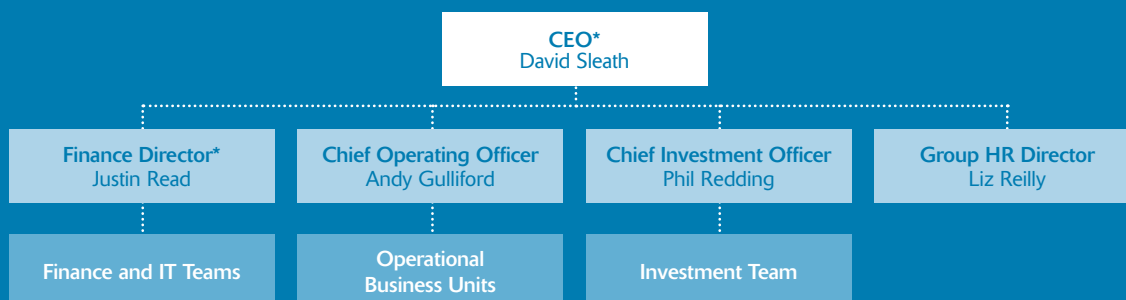 CEO*
David Sleath
Finance Director*
Justin Read
Chief Operating Officer
Andy Gulliford
Chief Investment Officer
Phil Redding
Group HR Director
Liz Reilly
Finance and IT Teams
Operational
Business Units
Investment Team